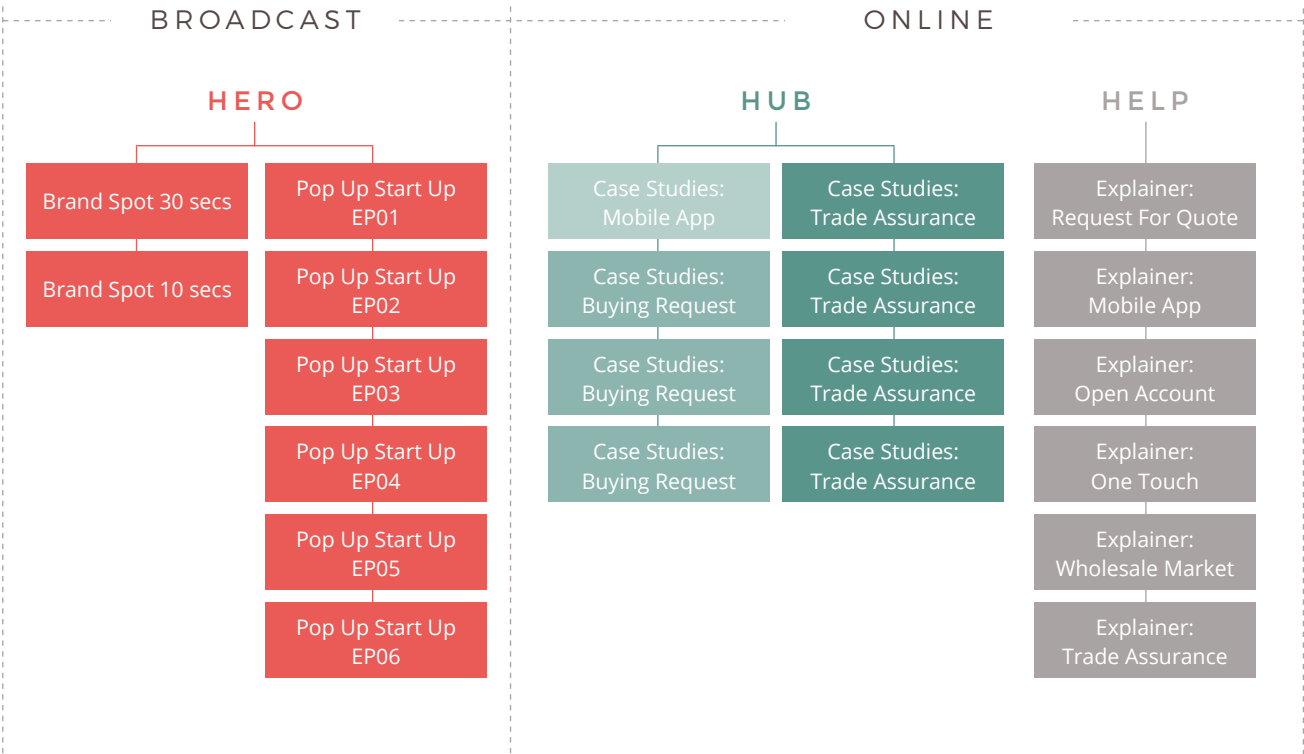 BROADCAST
ONLINE
HERO
HUB
HELP
Brand Spot 30 secs
Brand Spot 10 secs
Pop Up Start Up
EP01
Pop Up Start Up
EP02
Pop Up Start Up
EP03
Pop Up Start Up
EP04
Pop Up Start Up
EP05
Pop Up Start Up
EP06
Case Studies:
Mobile App
Case Studies:
Buying Request
Case Studies:
Buying Request
Case Studies:
Buying Request
Case Studies:
Trade Assurance
Case Studies:
Trade Assurance
Case Studies:
Trade Assurance
Case Studies:
Trade Assurance
Explainer:
Request For Quote
Explainer:
Mobile App
Explainer:
Open Account
Explainer:
One Touch
Explainer:
Wholesale Market
Explainer:
Trade Assurance